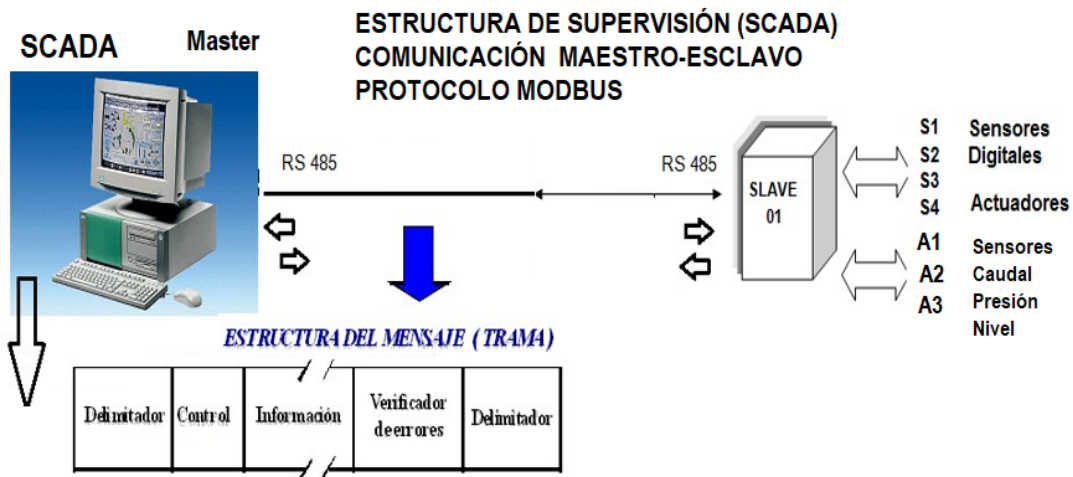 SCADA
Master
ESTRUCTURA DE SUPERVISIÓN (SCADA)
COMUNICACIÓN MAESTRO-ESCLAVO
PROTOCOLO MODBUS
RS 485
RS 485
SLAVE
01
S1
S2
S3
S4
A1
A2
A3
Sensores
Digitales
Actuadores
Sensores
Caudal
Presión
Nivel
ESTRUCTURA DEL MENSAJE ( TRAMA)
Delimitador
Control
Información
Verificador
de errores
Delimitador